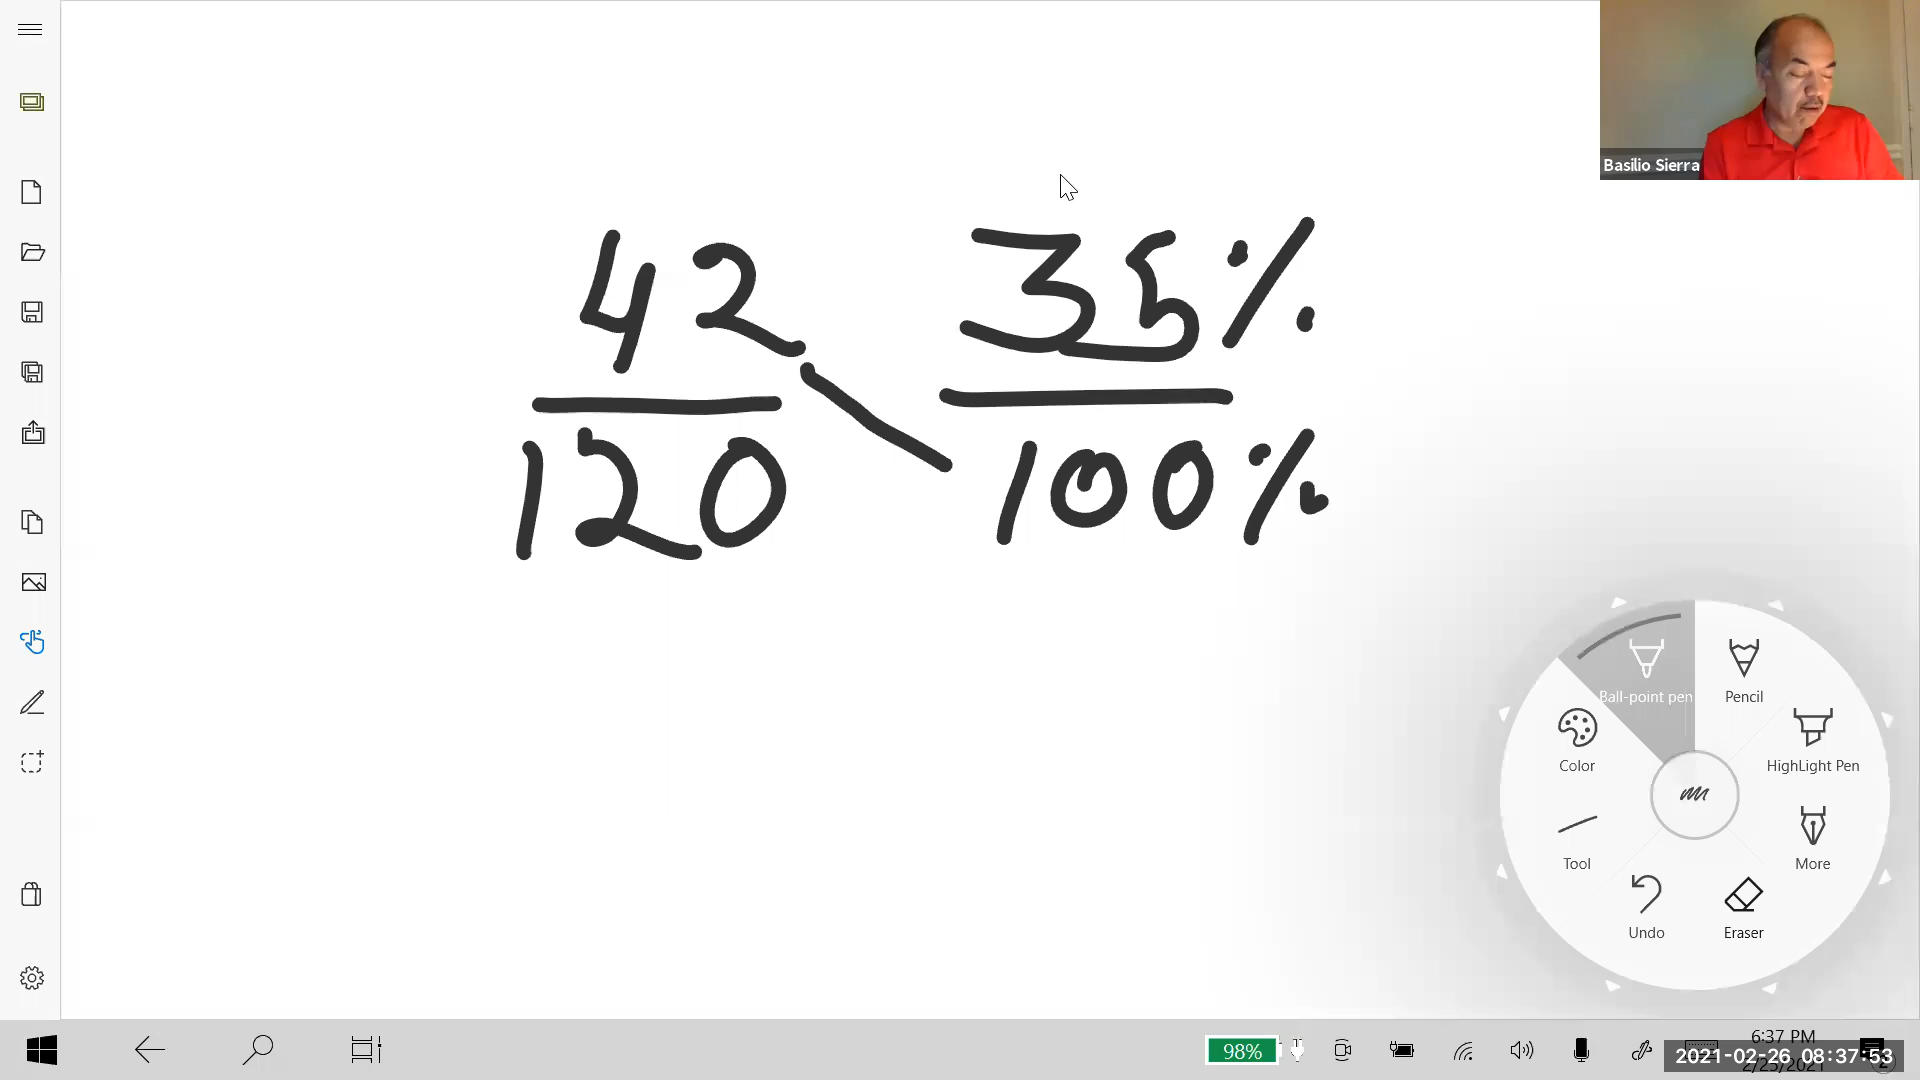 Basilio Sierra
42 35%
120 100%
Ball-point pen
Pencil
Color
HighLight Pen
Tool
More
Undo
Eraser
98%
6:37 PM
2021-02-26 08:37:53